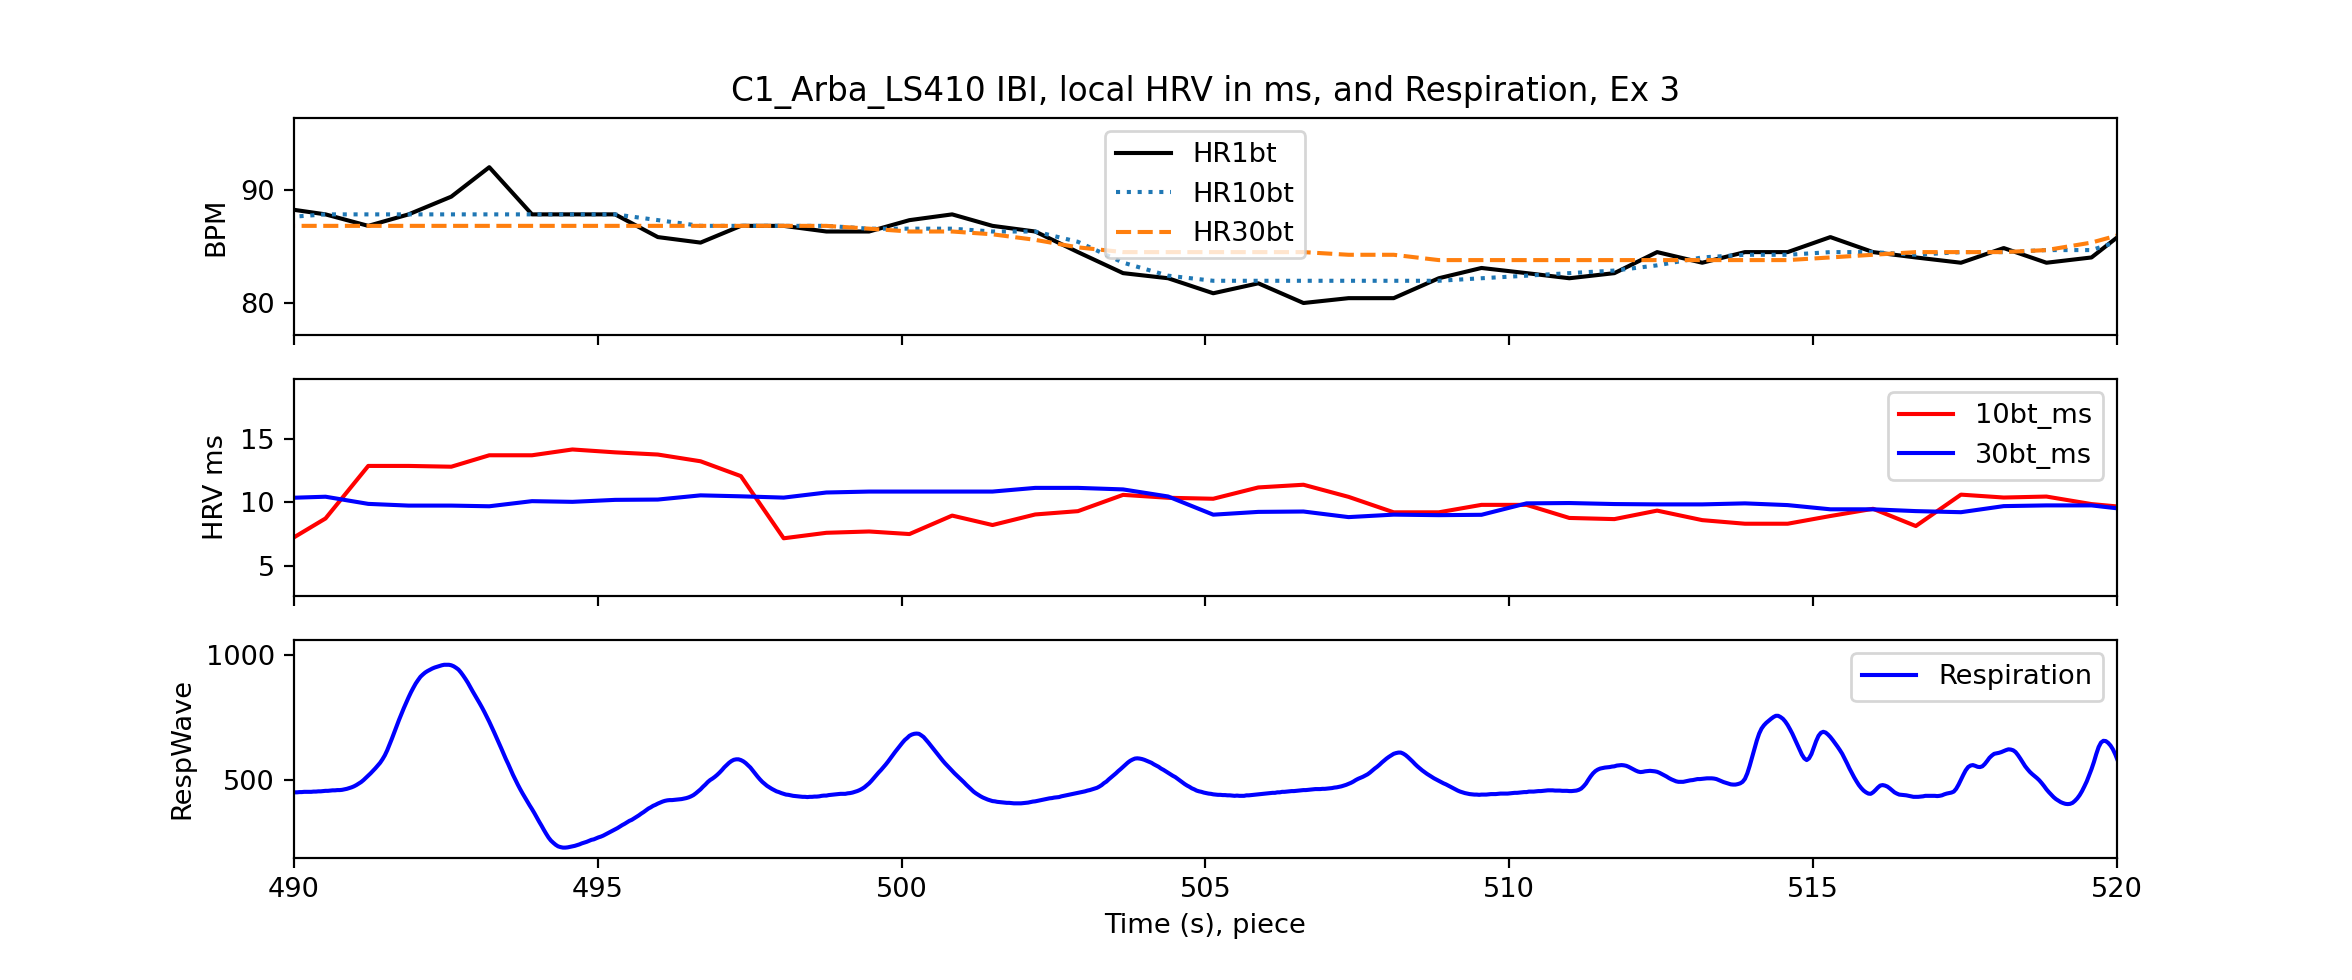 C1_Arba_LS410 IBI, local HRV in ms, and Respiration, Ex 3
BPM
90
80
HR1bt
HR10bt
HR30bt
HRV ms
15
10
5
10bt_ms
30bt_ms
RespWave
1000
500
Respiration
490 495 500 505 510 515 520
Time (s), piece